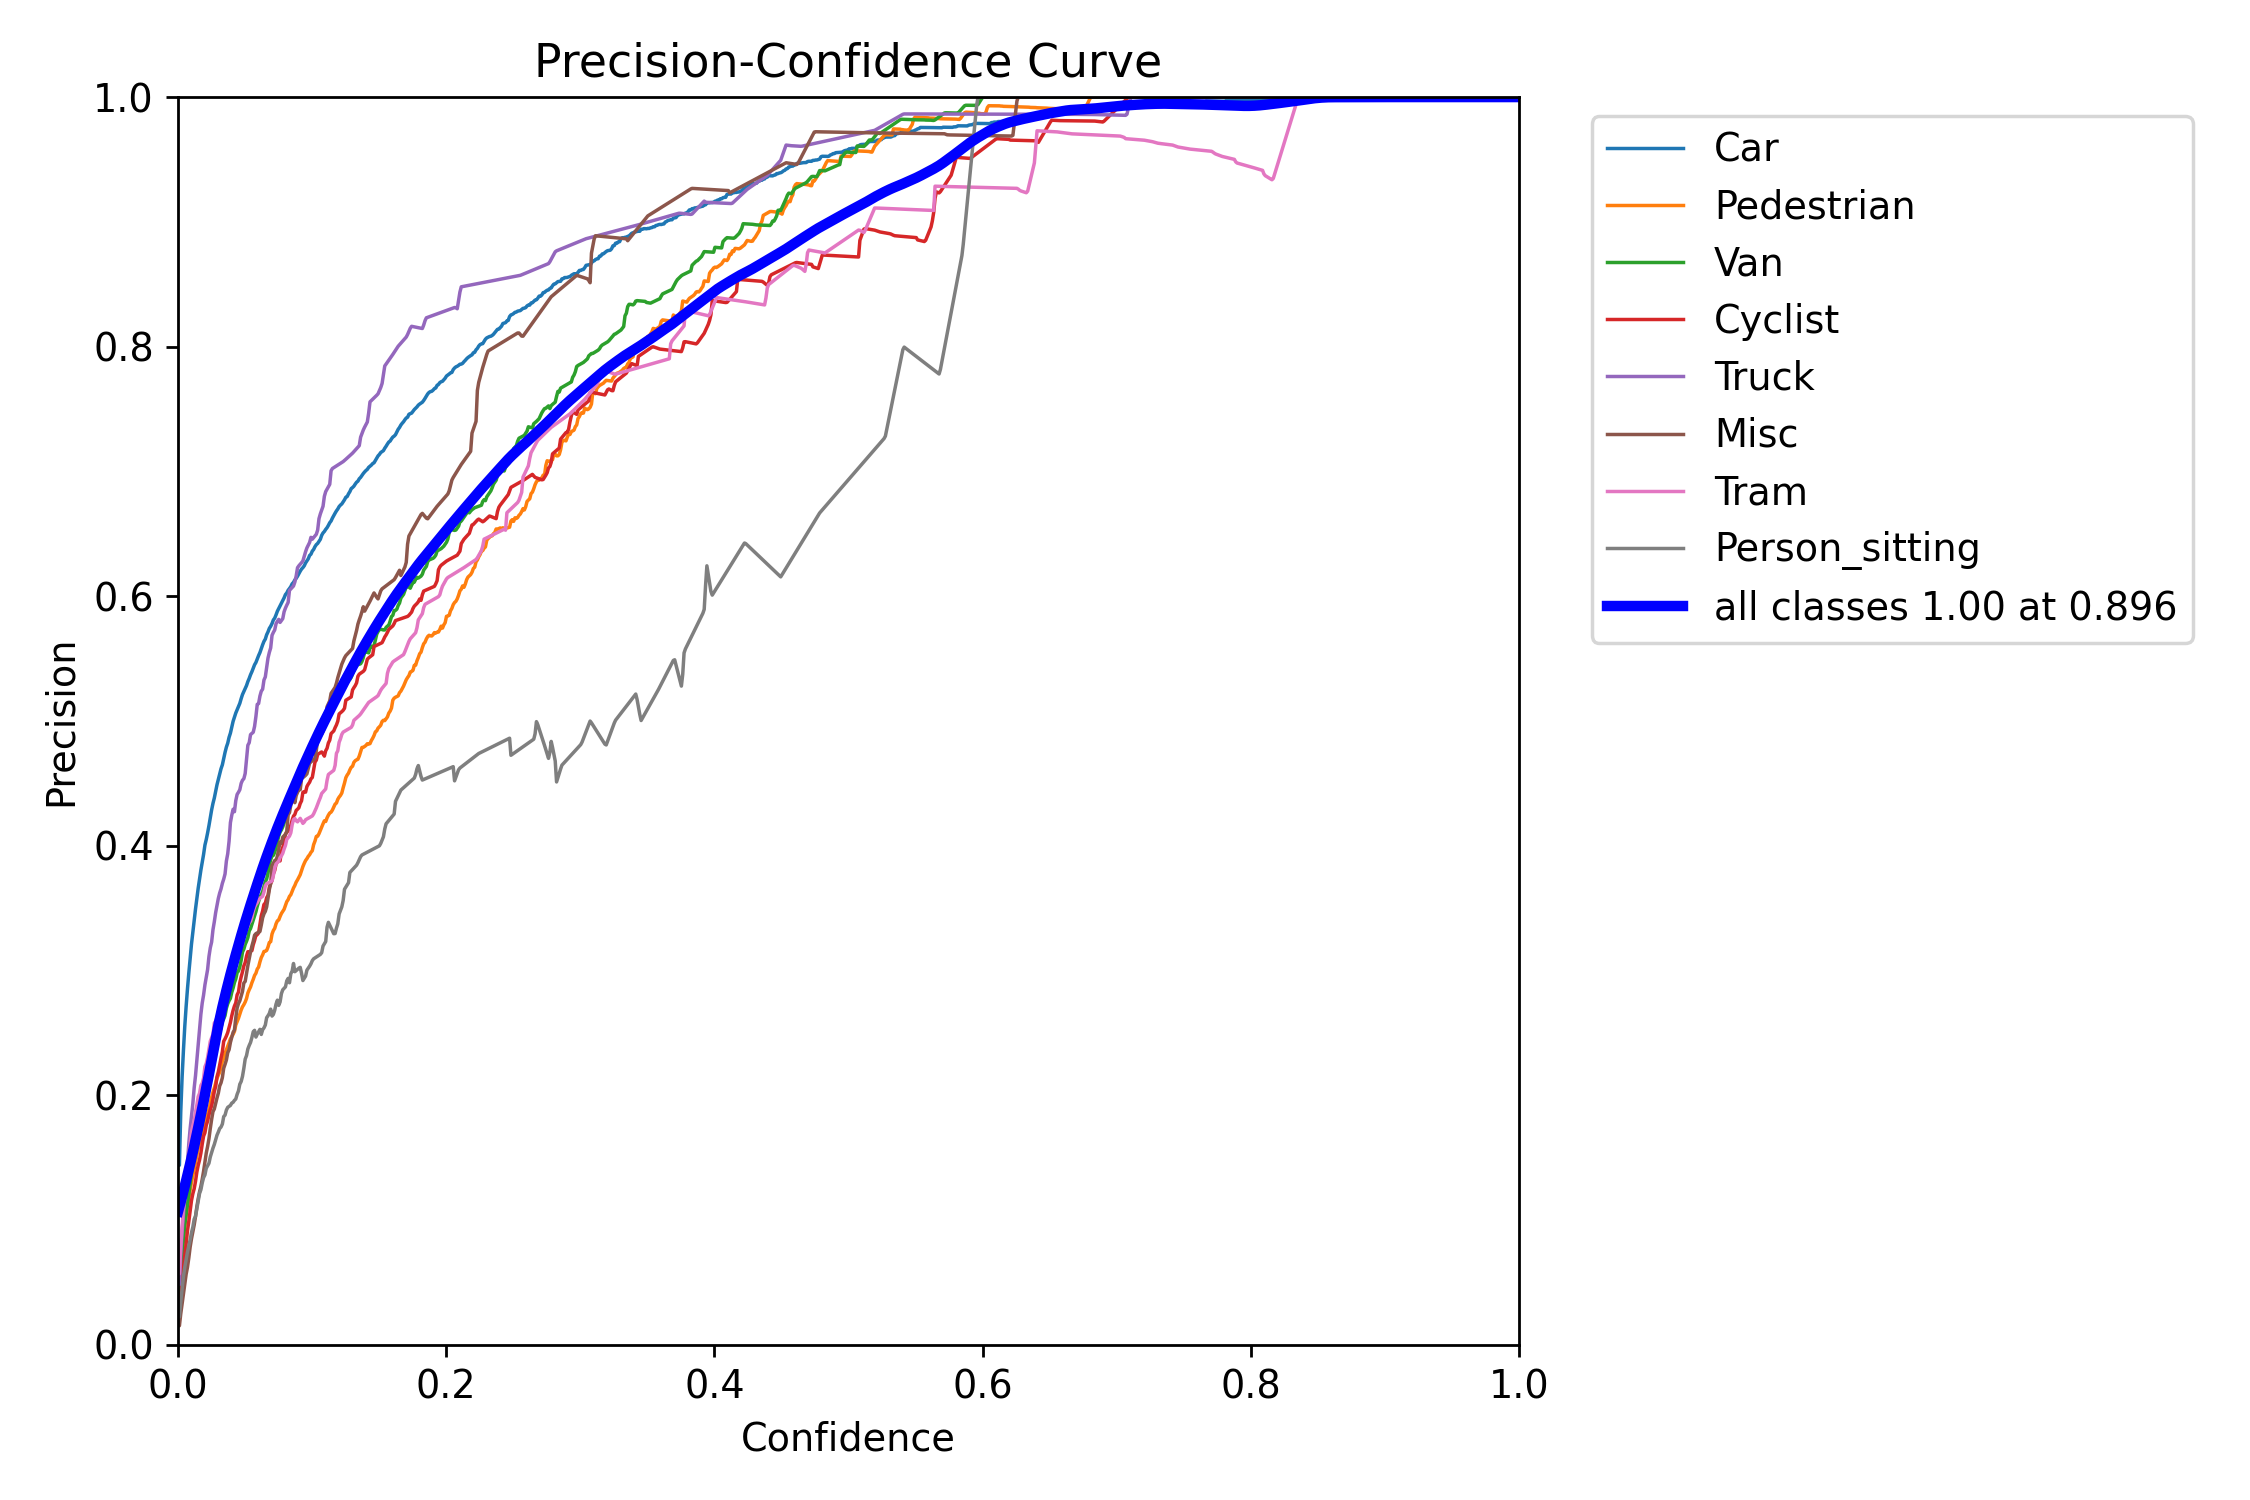 Precision-Confidence Curve
1.0
0.8
0.6
0.4
0.2
0.0
Precision
0.0 0.2 0.4 0.6 0.8 1.0
Confidence
Car
Pedestrian
Van
Cyclist
Truck
Misc
Tram
Person_sitting
all classes 1.00 at 0.896